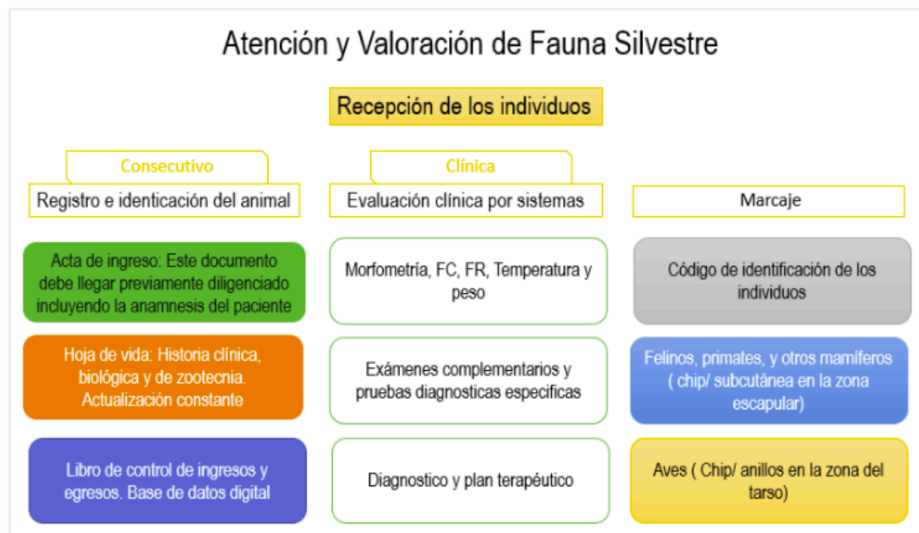 Atención y Valoración de Fauna Silvestre
Recepción de los individuos
Consecutivo
Registro e identicación del animal
Acta de ingreso: Este documento
debe llegar previamente diligenciado
incluyendo la anamnesis del paciente
Hoja de vida: Historia clínica,
biológica y de zootecnia.
Actualización constante
Libro de control de ingresos y
egresos. Base de datos digital
Clínica
Evaluación clínica por sistemas
Morfometría, FC, FR, Temperatura y
peso
Exámenes complementarios y
pruebas diagnosticas especificas
Diagnostico y plan terapéutico
Marcaje
Código de identificación de los
individuos
Felinos, primates, y otros mamíferos
( chip/ subcutánea en la zona
escapular)
Aves ( Chip/ anillos en la zona del
tarso)